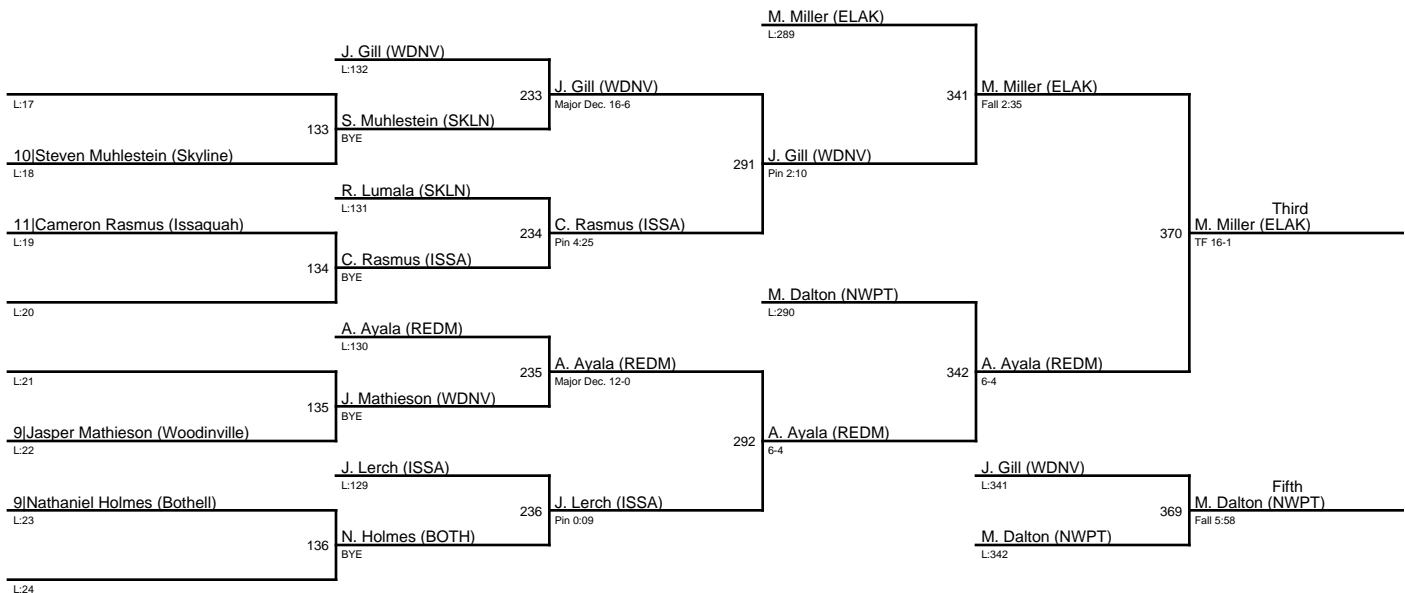 M. Miller (ELAK)
L:289
J. Gill (WDNV)
L:132
233
J. Gill (WDNV)
Major Dec. 16-6
341
M. Miller (ELAK)
Fall 2:35
L:17
133
S. Muhlestein (SKLN)
BYE
10|Steven Muhlestein (Skyline)
L:18
291
J. Gill (WDNV)
Pin 2:10
R. Lumala (SKLN)
L:131
11|Cameron Rasmus (Issaquah)
L:19
234
C. Rasmus (ISSA)
Pin 4:25
370
Third
M. Miller (ELAK)
TF 16-1
134
C. Rasmus (ISSA)
BYE
L:20
M. Dalton (NWPT)
L:290
A. Ayala (REDM)
L:130
L:21
235
A. Ayala (REDM)
Major Dec. 12-0
342
A. Ayala (REDM)
6-4
135
J. Mathieson (WDNV)
BYE
9|Jasper Mathieson (Woodinville)
L:22
292
A. Ayala (REDM)
6-4
J. Lerch (ISSA)
L:129
J. Gill (WDNV)
L:341
9|Nathaniel Holmes (Bothell)
L:23
236
J. Lerch (ISSA)
Pin 0:09
369
Fifth
M. Dalton (NWPT)
Fall 5:58
136
N. Holmes (BOTH)
BYE
M. Dalton (NWPT)
L:342
L:24